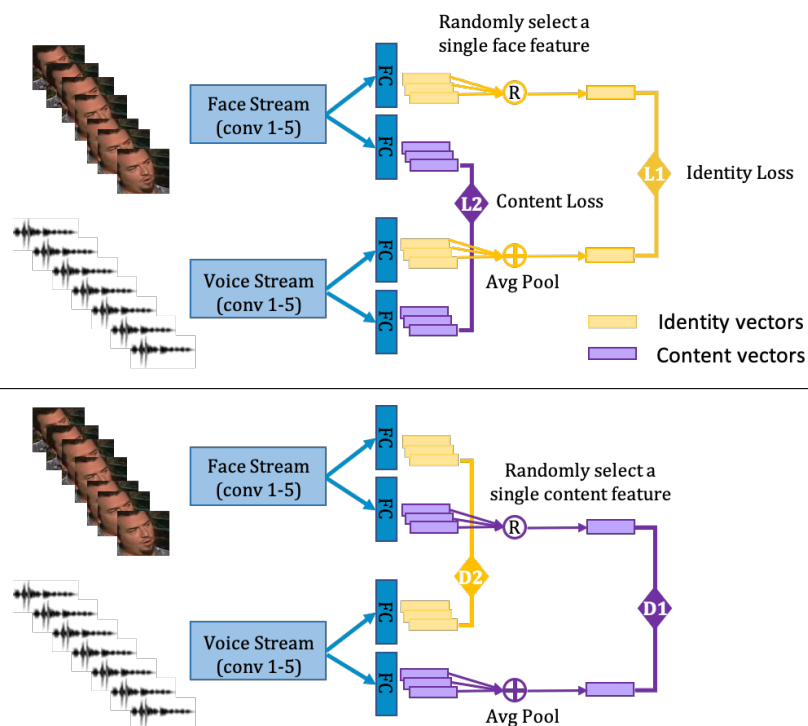 Randomly select a
single face feature
FC
Face Stream
(conv 1-5)
R
FC
L1
Identity Loss
L2
Content Loss
FC
Voice Stream
(conv 1-5)
Avg Pool
FC
Identity vectors
Content vectors
FC
Face Stream
(conv 1-5)
Randomly select a
single content feature
FC
R
D2
D1
FC
Voice Stream
(conv 1-5)
FC
Avg Pool